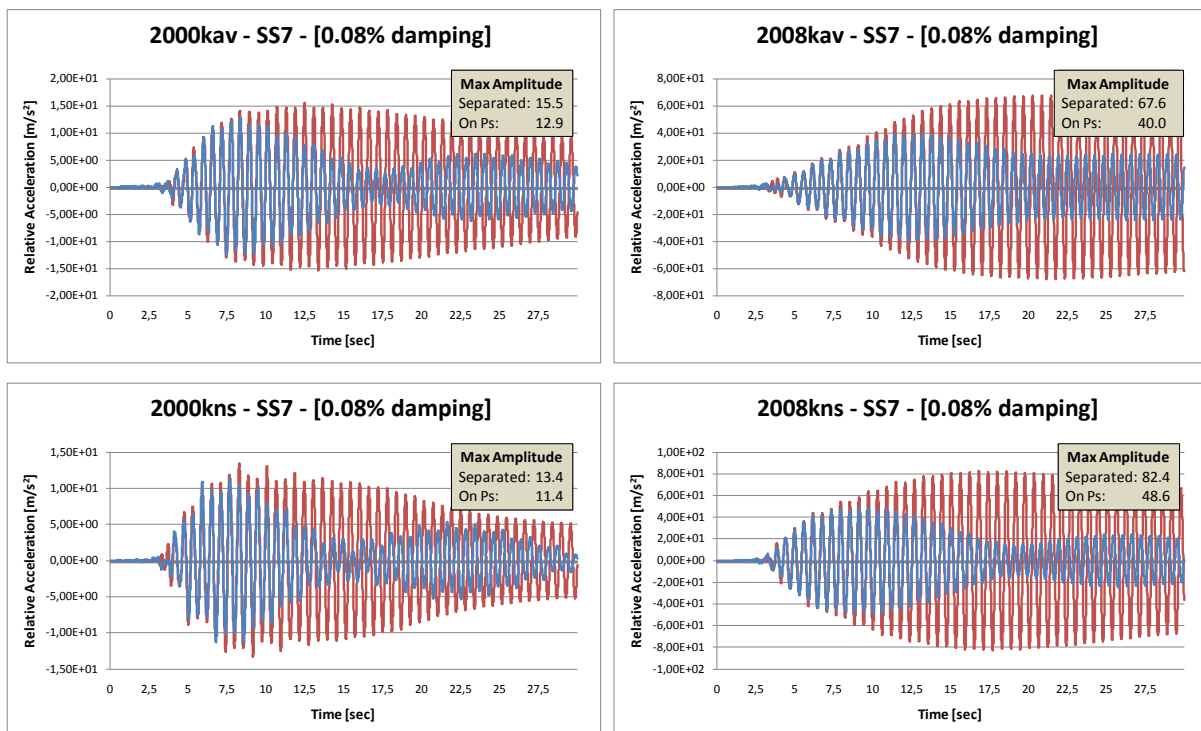 2000kav - SS7 - [0.08% damping]
Relative Acceleration [m/s²]
2,00E+01
1,50E+01
1,00E+01
5,00E+00
0,00E+00
-5,00E+00
-1,00E+01
-1,50E+01
-2,00E+01
Max Amplitude
Separated: 15.5
On Ps: 12.9
0 2,5 5 7,5 10 12,5 15 17,5 20 22,5 25 27,5
Time [sec]
2008kav - SS7 - [0.08% damping]
Relative Acceleration [m/s²]
8,00E+01
6,00E+01
4,00E+01
2,00E+01
0,00E+00
-2,00E+01
-4,00E+01
-6,00E+01
-8,00E+01
Max Amplitude
Separated: 67.6
On Ps: 40.0
0 2,5 5 7,5 10 12,5 15 17,5 20 22,5 25 27,5
Time [sec]
2000kns - SS7 - [0.08% damping]
Relative Acceleration [m/s²]
1,50E+01
1,00E+01
5,00E+00
0,00E+00
-5,00E+00
-1,00E+01
-1,50E+01
Max Amplitude
Separated: 13.4
On Ps: 11.4
0 2,5 5 7,5 10 12,5 15 17,5 20 22,5 25 27,5
Time [sec]
2008kns - SS7 - [0.08% damping]
Relative Acceleration [m/s²]
1,00E+02
8,00E+01
6,00E+01
4,00E+01
2,00E+01
0,00E+00
-2,00E+01
-4,00E+01
-6,00E+01
-8,00E+01
-1,00E+02
Max Amplitude
Separated: 82.4
On Ps: 48.6
0 2,5 5 7,5 10 12,5 15 17,5 20 22,5 25 27,5
Time [sec]